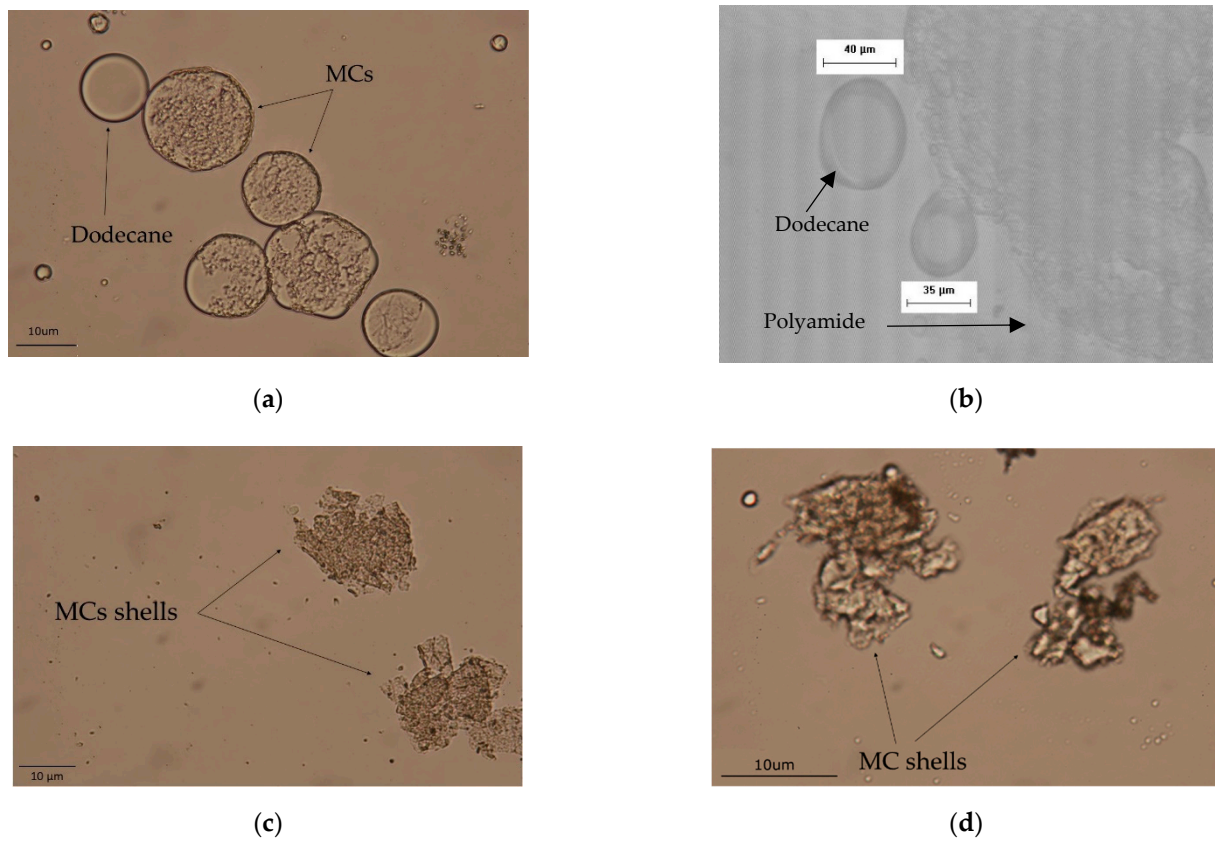 MCs
Dodecane
10um
(a)
40 µm
Dodecane
35 µm
Polyamide
(b)
MCs shells
10 µm
(c)
10um
MC shells
(d)